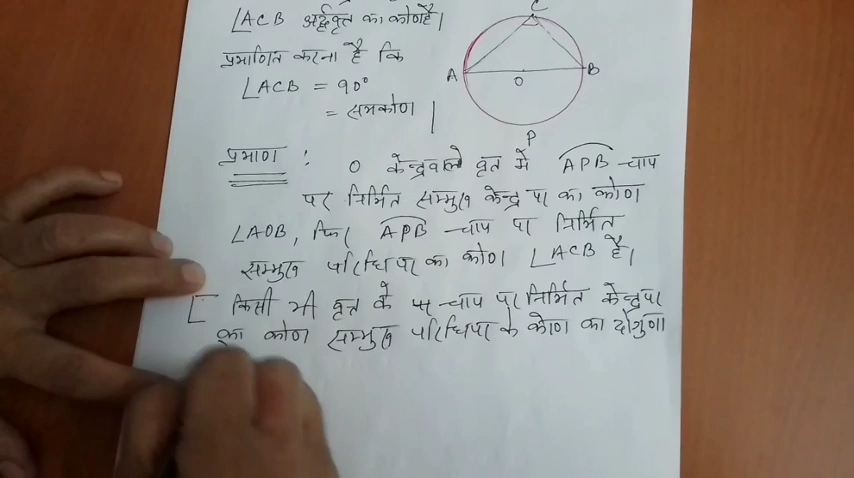 ∠ACB अर्द्धवृत का कोण है।
प्रमाणित करना है कि
∠ACB = 90°
= समकोण।
C
A
B
O
P
प्रमाण : O केन्द्रवाले वृत में APB चाप
पर निर्मित सम्मुख केन्द्र पर का कोण
∠AOB, फिर APB चाप पर निर्मित
सम्मुख परिधि पर का कोण ∠ACB है।
[ किसी भी वृत्त के एक चाप पर निर्मित केन्द्र पर
का कोण सम्मुख परिधि पर के कोण का दोगुणा